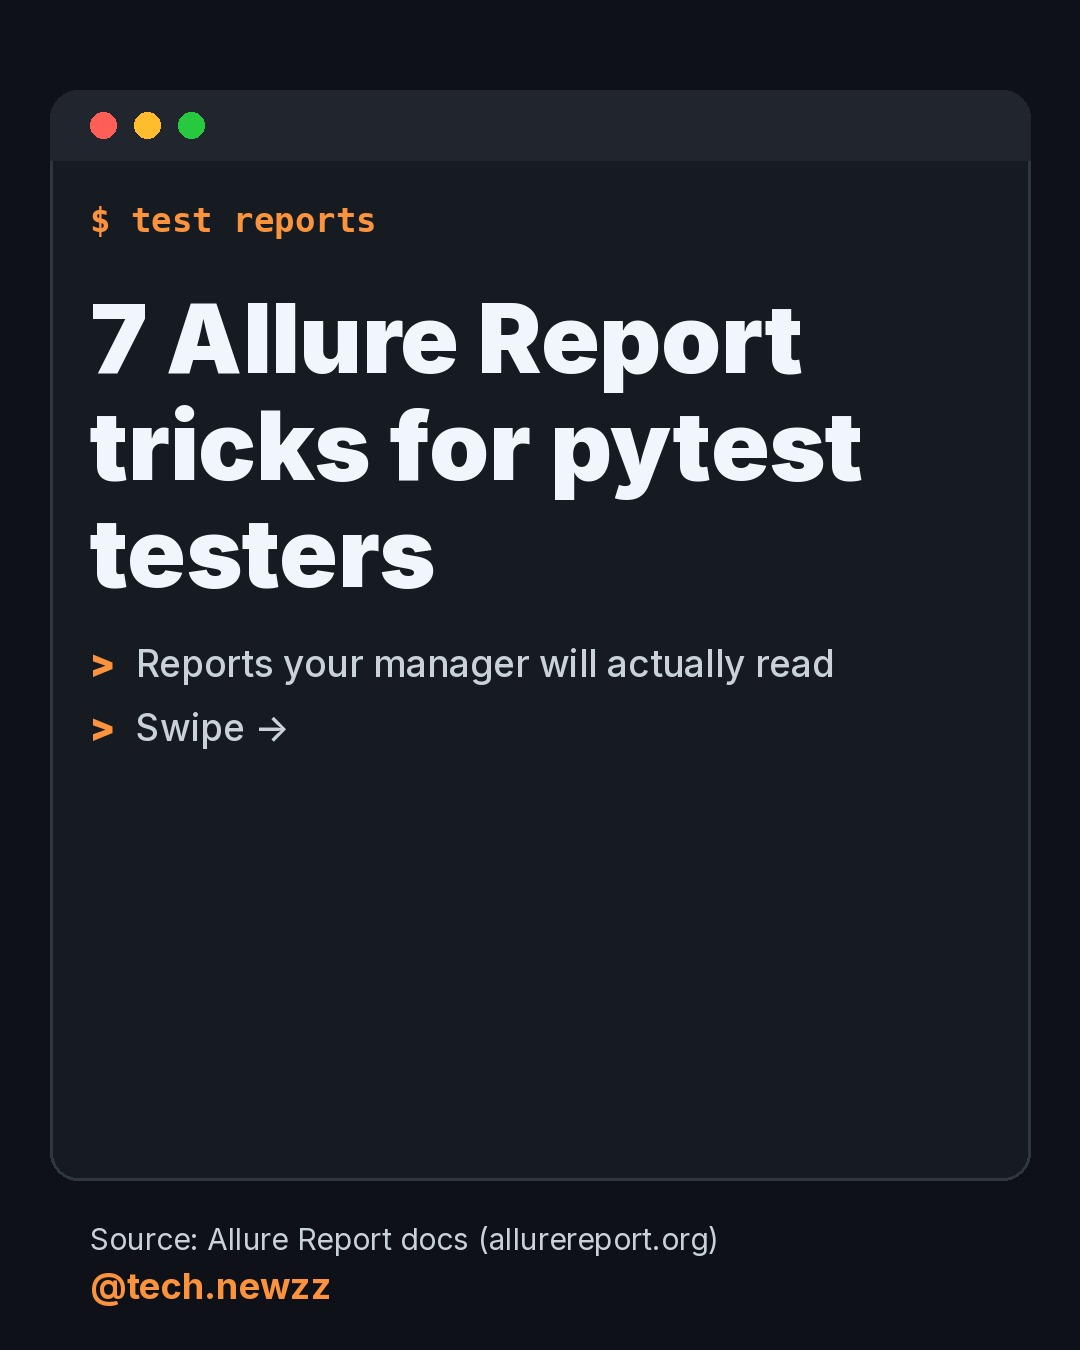 $ test reports
7 Allure Report
tricks for pytest
testers
> Reports your manager will actually read
> Swipe →
Source: Allure Report docs (allurereport.org)
@tech.newzz